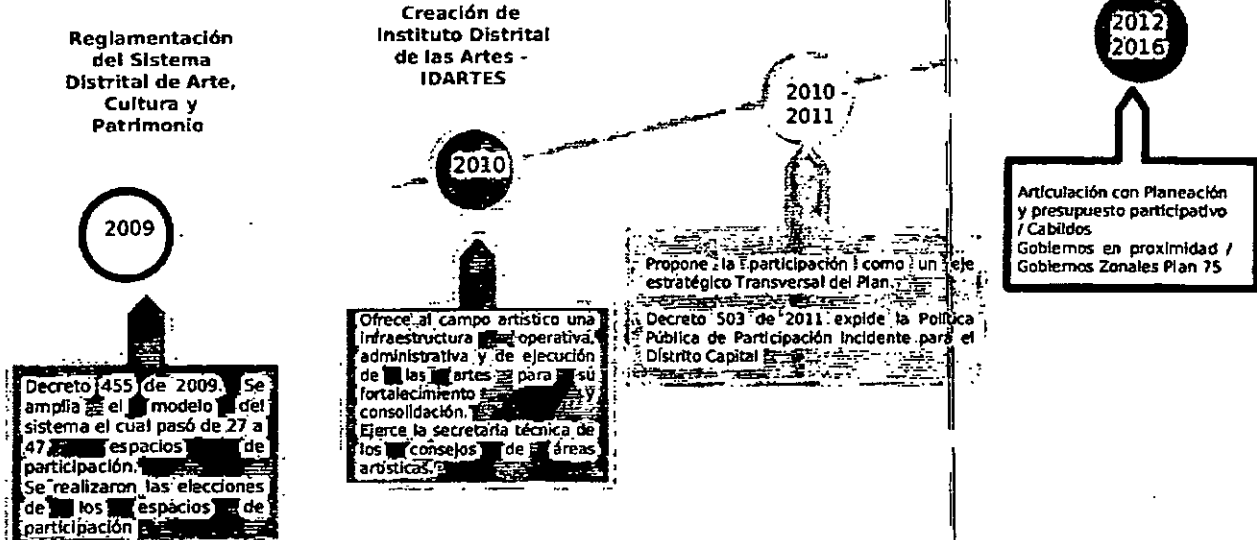 Reglamentación
del Sistema
Distrital de Arte,
Cultura y
Patrimonio
2009
Decreto 455 de 2009. Se
amplia el modelo del
sistema el cual pasó de 27 a
47 espacios de
participación.
Se realizaron las elecciones
de los espacios de
participación
Creación de
Instituto Distrital
de las Artes -
IDARTES
2010
Ofrece al campo artístico una
infraestructura operativa,
administrativa y de ejecución
de las artes para su
fortalecimiento y
consolidación.
Ejerce la secretaría técnica de
los consejos de áreas
artísticas.
2010 -
2011
Propone la participación como un eje
estratégico Transversal del Plan.
Decreto 503 de 2011 expide la Política
Pública de Participación Incidente para el
Distrito Capital
2012
2016
Articulación con Planeación
y presupuesto participativo
/ Cabildos
Gobiernos en proximidad /
Gobiernos Zonales Plan 75